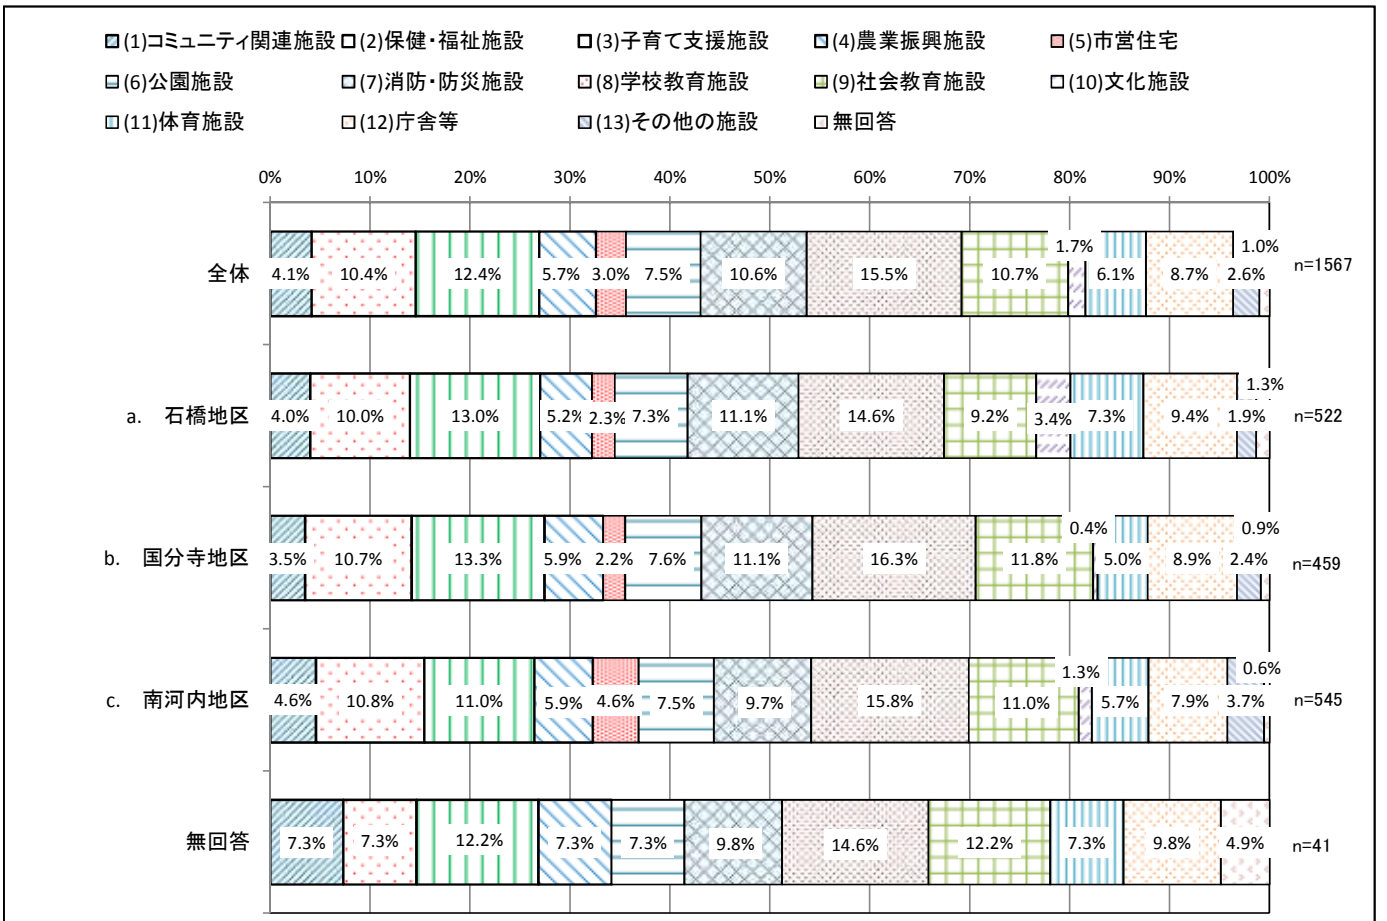 (1)コミュニティ関連施設 (2)保健・福祉施設 (3)子育て支援施設 (4)農業振興施設 (5)市営住宅
(6)公園施設 (7)消防・防災施設 (8)学校教育施設 (9)社会教育施設 (10)文化施設
(11)体育施設 (12)庁舎等 (13)その他の施設 無回答
0% 10% 20% 30% 40% 50% 60% 70% 80% 90% 100%
1.7% 1.0%
全体 4.1% 10.4% 12.4% 5.7% 3.0% 7.5% 10.6% 15.5% 10.7% 6.1% 8.7% 2.6% n=1567
1.3%
a. 石橋地区 4.0% 10.0% 13.0% 5.2% 2.3% 7.3% 11.1% 14.6% 9.2% 3.4% 7.3% 9.4% 1.9% n=522
0.4% 0.9%
b. 国分寺地区 3.5% 10.7% 13.3% 5.9% 2.2% 7.6% 11.1% 16.3% 11.8% 5.0% 8.9% 2.4% n=459
1.3% 0.6%
c. 南河内地区 4.6% 10.8% 11.0% 5.9% 4.6% 7.5% 9.7% 15.8% 11.0% 5.7% 7.9% 3.7% n=545
無回答 7.3% 7.3% 12.2% 7.3% 7.3% 9.8% 14.6% 12.2% 7.3% 9.8% 4.9% n=41